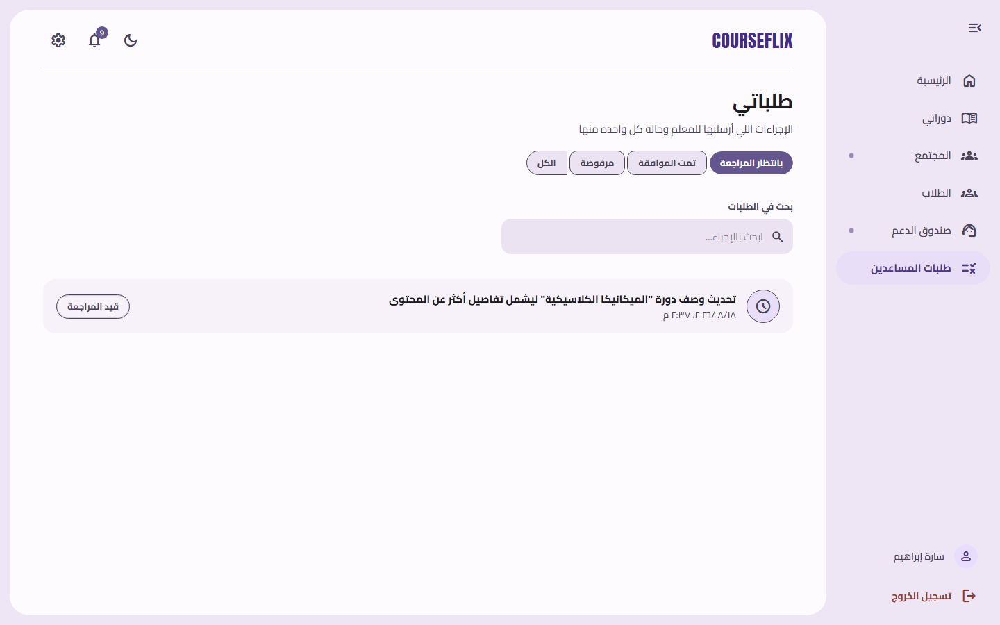 الرئيسية
دوراتي
المجتمع
الطلاب
صندوق الدعم
طلبات المساعدين
سارة إبراهيم
تسجيل الخروج
COURSEFLIX
9
طلباتي
الإجراءات اللي أرسلتها للمعلم وحالة كل واحدة منها
بانتظار المراجعة
تمت الموافقة
مرفوضة
الكل
بحث في الطلبات
ابحث بالإجراء...
تحديث وصف دورة "الميكانيكا الكلاسيكية" ليشمل تفاصيل أكثر عن المحتوى
١٨‏/٠٨‏/٢٠٢٦، ٢:٣٧ م
قيد المراجعة